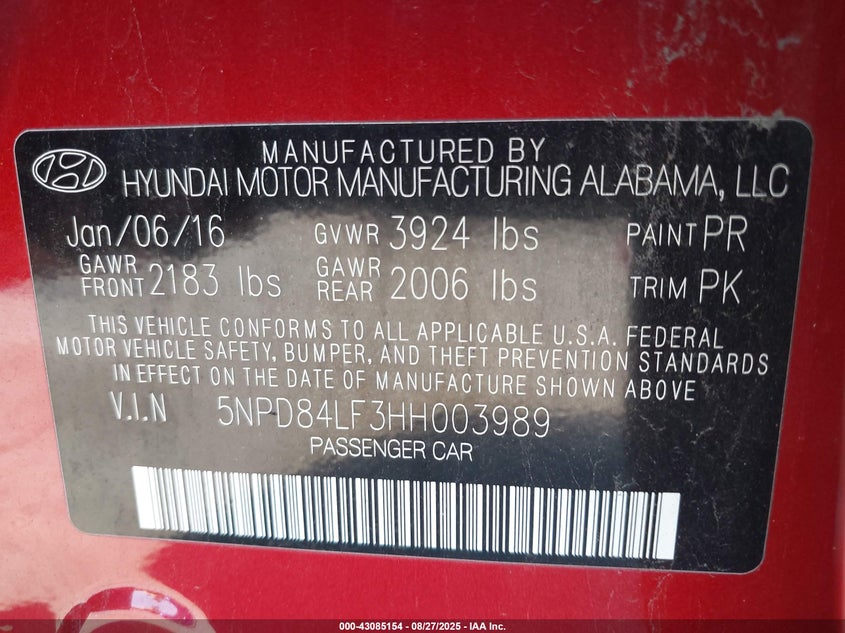 MANUFACTURED BY
HYUNDAI MOTOR MANUFACTURING ALABAMA, LLC
Jan/06/16 GVWR 3924 lbs PAINT PR
GAWR FRONT 2183 lbs GAWR REAR 2006 lbs TRIM PK
THIS VEHICLE CONFORMS TO ALL APPLICABLE U.S.A. FEDERAL
MOTOR VEHICLE SAFETY, BUMPER, AND THEFT PREVENTION STANDARDS
IN EFFECT ON THE DATE OF MANUFACTURE SHOWN ABOVE
V.I.N 5NPD84LF3HH003989
PASSENGER CAR
000-43085154 - 08/27/2025 - IAA Inc.